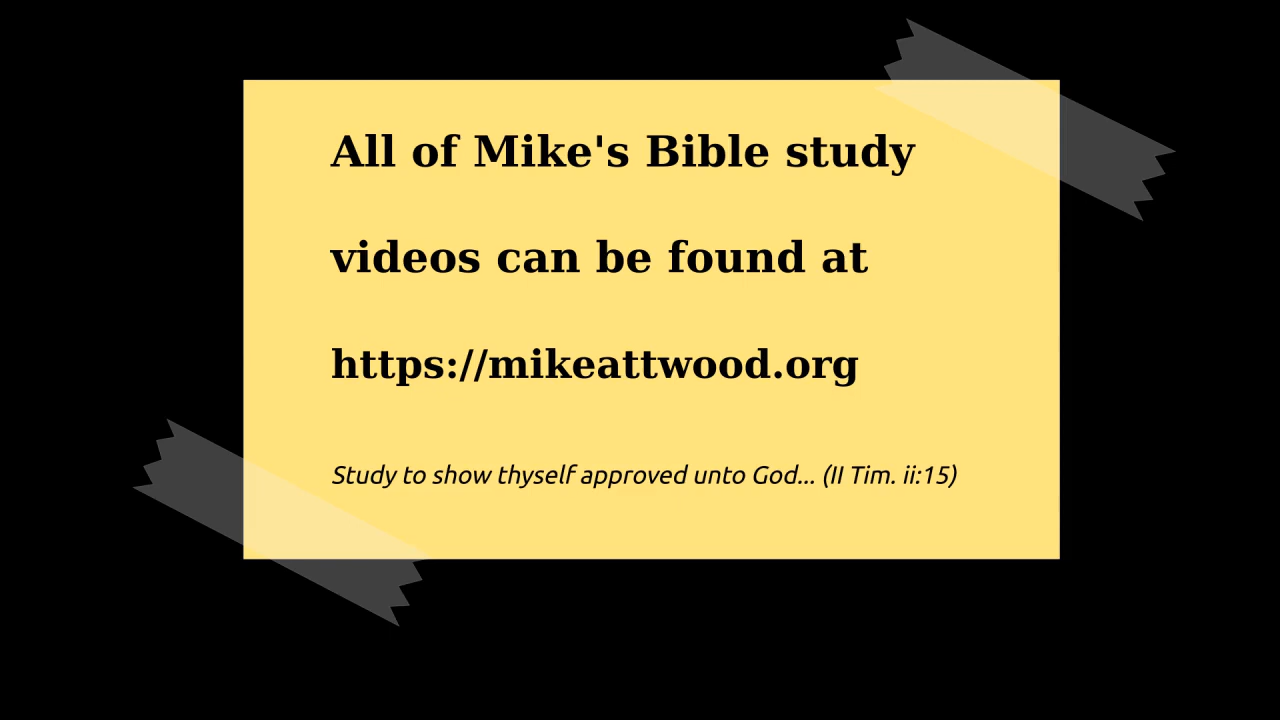 All of Mike's Bible study
videos can be found at
https://mikeattwood.org
Study to show thyself approved unto God... (II Tim. ii:15)